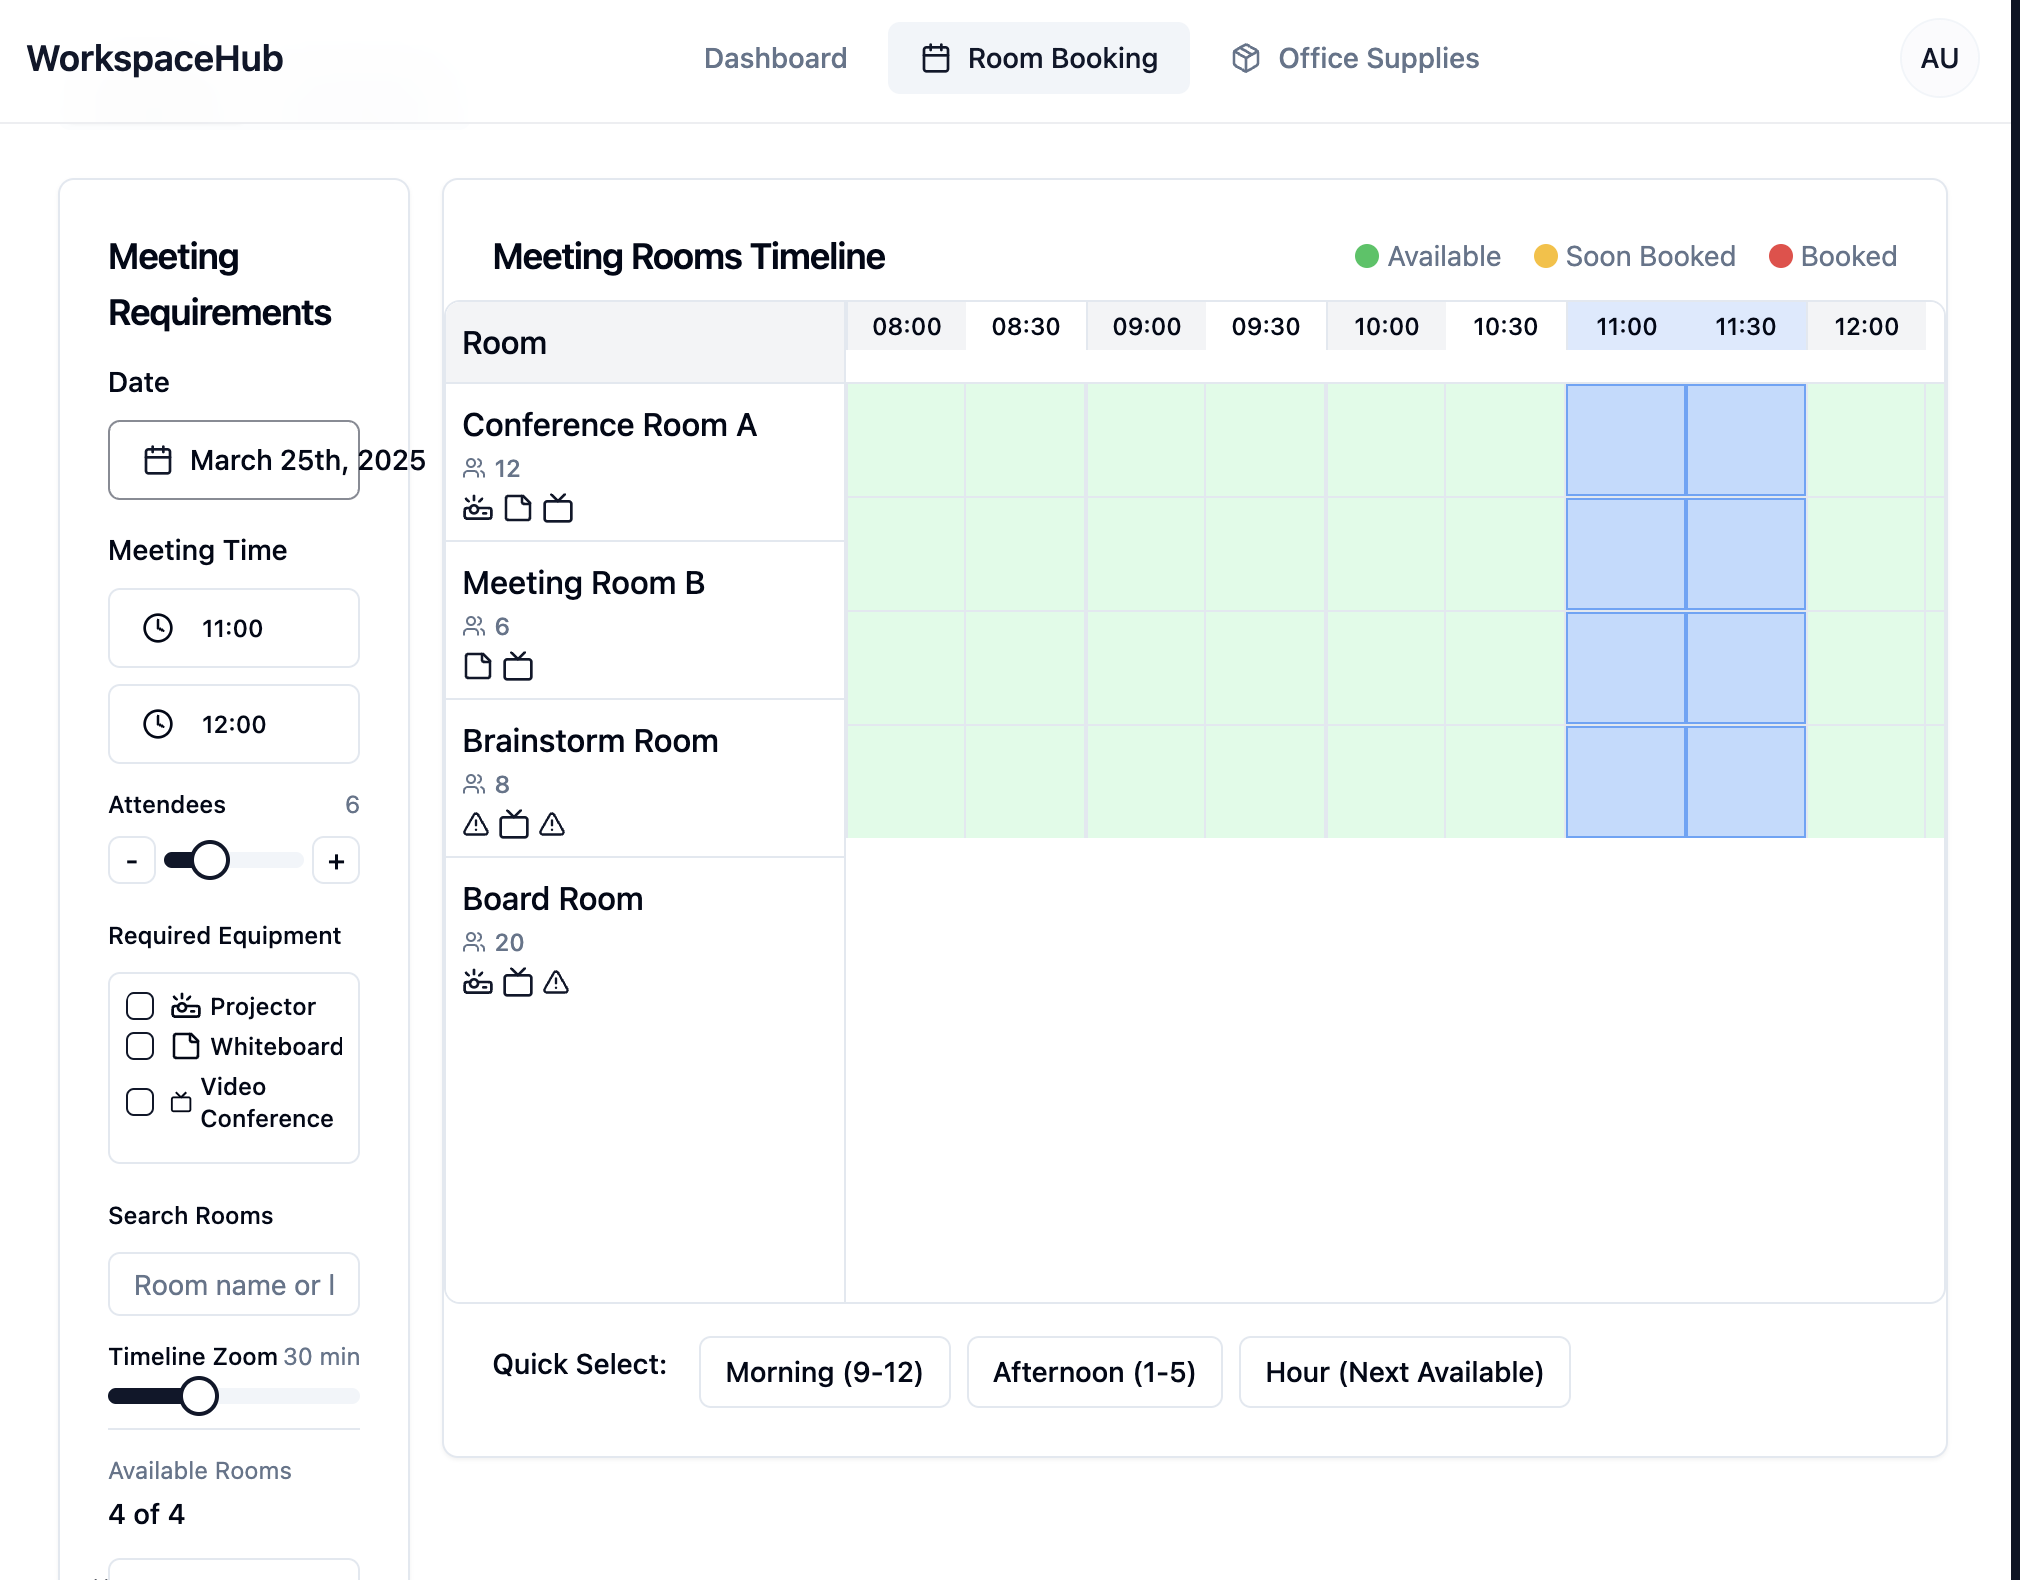 WorkspaceHub
Dashboard
Room Booking
Office Supplies
AU
Meeting
Requirements
Date
March 25th, 2025
Meeting Time
11:00
12:00
Attendees 6
- +
Required Equipment
Projector
Whiteboard
Video
Conference
Search Rooms
Room name or l
Timeline Zoom 30 min
Available Rooms
4 of 4
Meeting Rooms Timeline
Available Soon Booked Booked
Room 08:00 08:30 09:00 09:30 10:00 10:30 11:00 11:30 12:00
Conference Room A
12
Meeting Room B
6
Brainstorm Room
8
Board Room
20
Quick Select: Morning (9-12) Afternoon (1-5) Hour (Next Available)